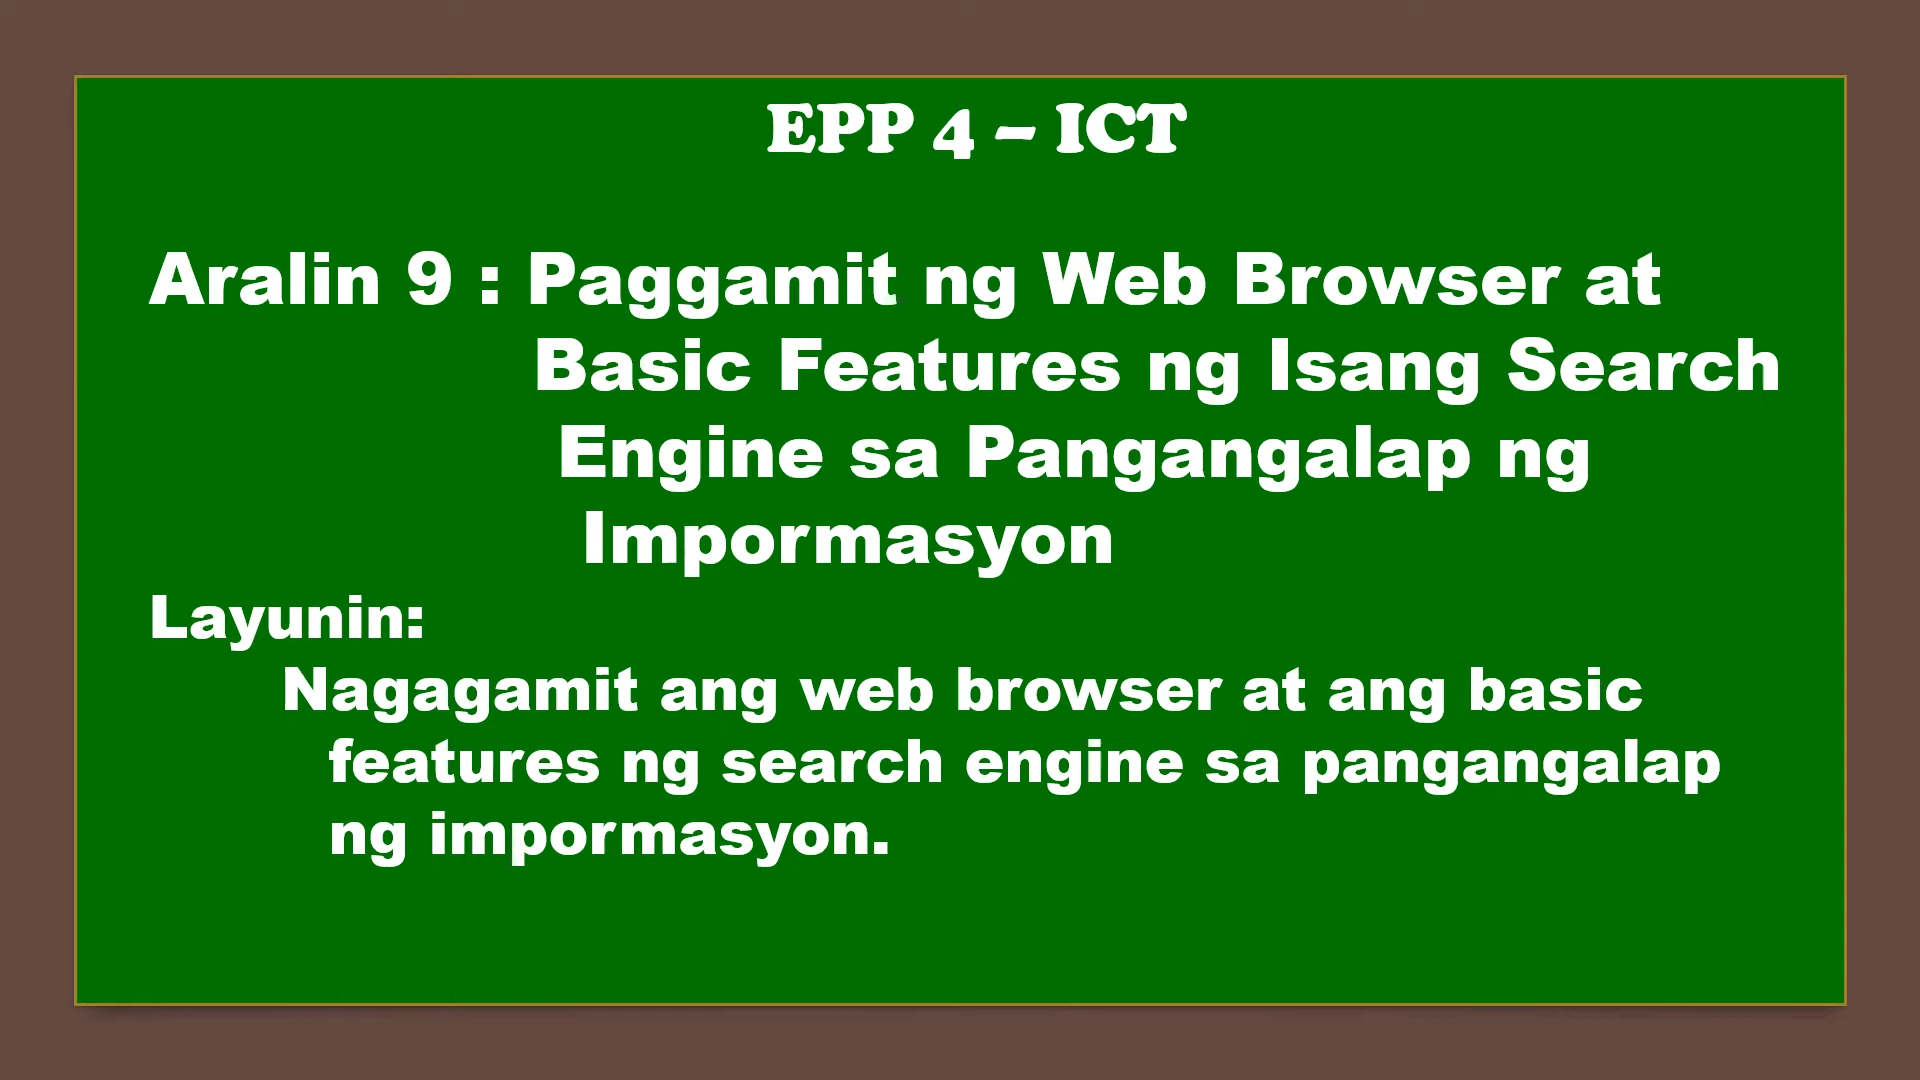 EPP 4 – ICT
Aralin 9 : Paggamit ng Web Browser at
Basic Features ng Isang Search
Engine sa Pangangalap ng
Impormasyon
Layunin:
Nagagamit ang web browser at ang basic
features ng search engine sa pangangalap
ng impormasyon.